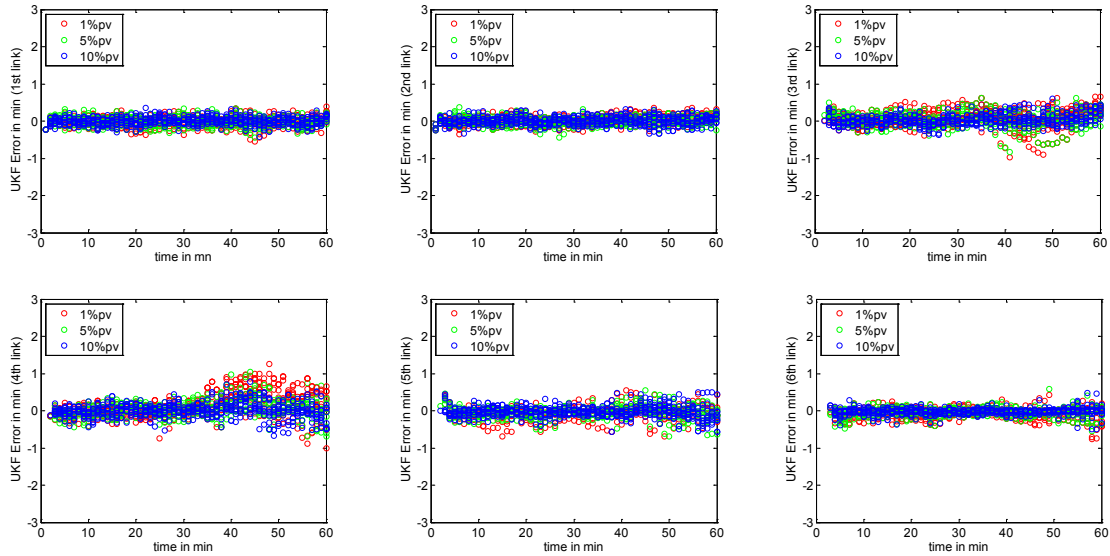 UKF Error in min (1st link)
3
2
1
0
-1
-2
-3
1%pv
5%pv
10%pv
0 10 20 30 40 50 60
time in mn
UKF Error in min (2nd link)
3
2
1
0
-1
-2
-3
1%pv
5%pv
10%pv
0 10 20 30 40 50 60
time in min
UKF Error in min (3rd link)
3
2
1
0
-1
-2
-3
1%pv
5%pv
10%pv
0 10 20 30 40 50 60
time in min
UKF Error in min (4th link)
3
2
1
0
-1
-2
-3
1%pv
5%pv
10%pv
0 10 20 30 40 50 60
time in min
UKF Error in min (5th link)
3
2
1
0
-1
-2
-3
1%pv
5%pv
10%pv
0 10 20 30 40 50 60
time in min
UKF Error in min (6th link)
3
2
1
0
-1
-2
-3
1%pv
5%pv
10%pv
0 10 20 30 40 50 60
time in min